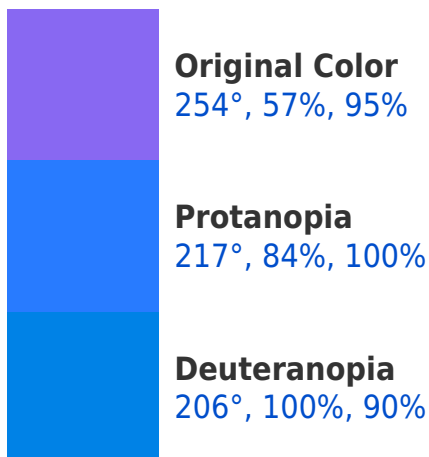 Original Color
254°, 57%, 95%
Protanopia
217°, 84%, 100%
Deuteranopia
206°, 100%, 90%